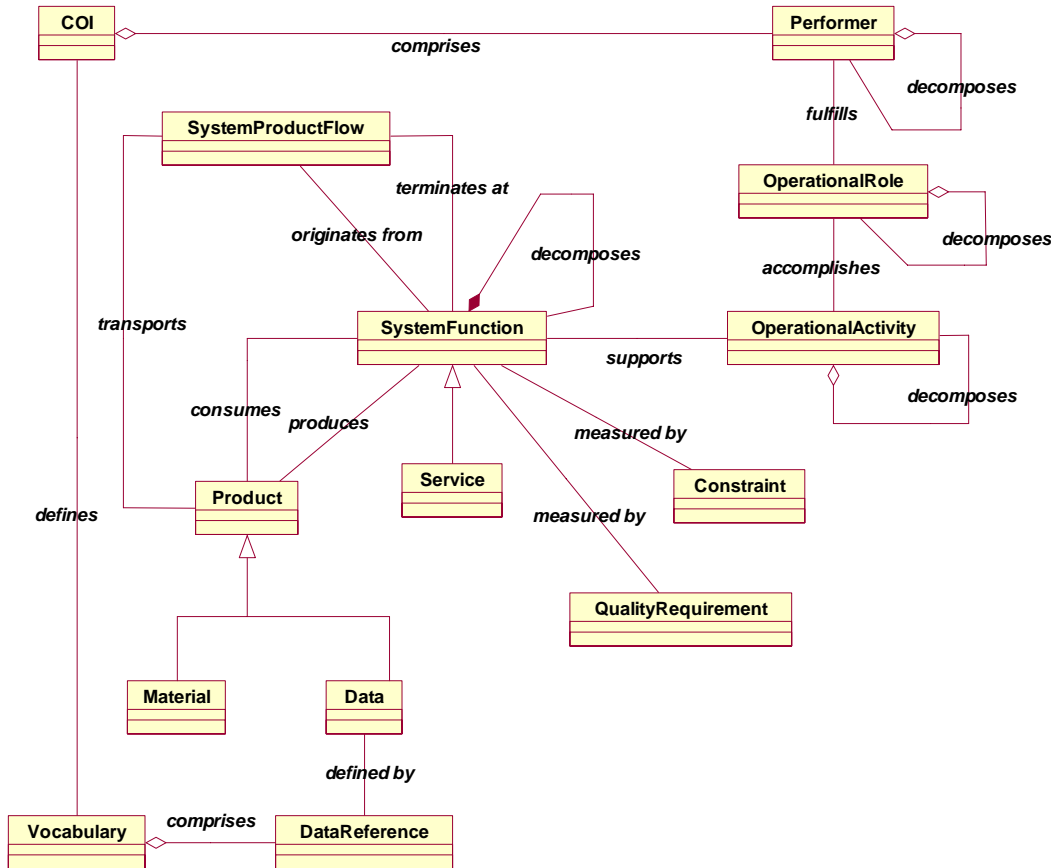 COI
Performer
comprises
decomposes
fulfills
SystemProductFlow
OperationalRole
terminates at
originates from
decomposes
decomposes
accomplishes
transports
SystemFunction
OperationalActivity
supports
consumes
produces
decomposes
measured by
Product
Service
Constraint
defines
measured by
QualityRequirement
Material
Data
defined by
Vocabulary
comprises
DataReference